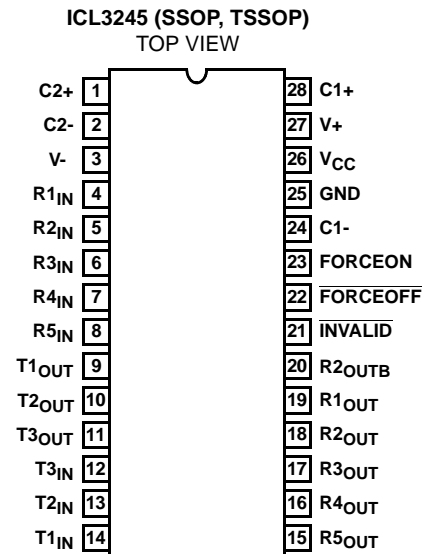 ICL3245 (SSOP, TSSOP)
TOP VIEW
C2+ 1 28 C1+
C2- 2 27 V+
V- 3 26 VCC
R1IN 4 25 GND
R2IN 5 24 C1-
R3IN 6 23 FORCEON
R4IN 7 22 FORCEOFF
R5IN 8 21 INVALID
T1OUT 9 20 R2OUTB
T2OUT 10 19 R1OUT
T3OUT 11 18 R2OUT
T3IN 12 17 R3OUT
T2IN 13 16 R4OUT
T1IN 14 15 R5OUT